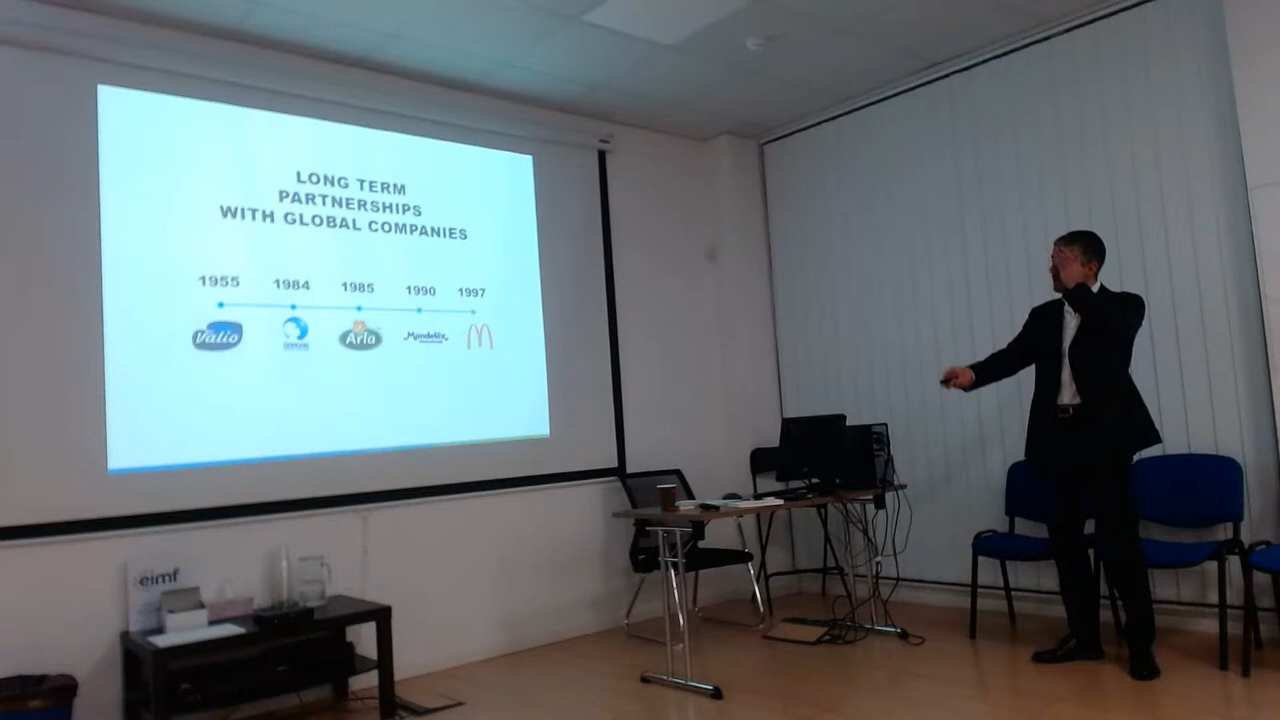 LONG TERM
PARTNERSHIPS
WITH GLOBAL COMPANIES
1955 1984 1985 1990 1997
Valio
Arla
Mondelēz
eimf